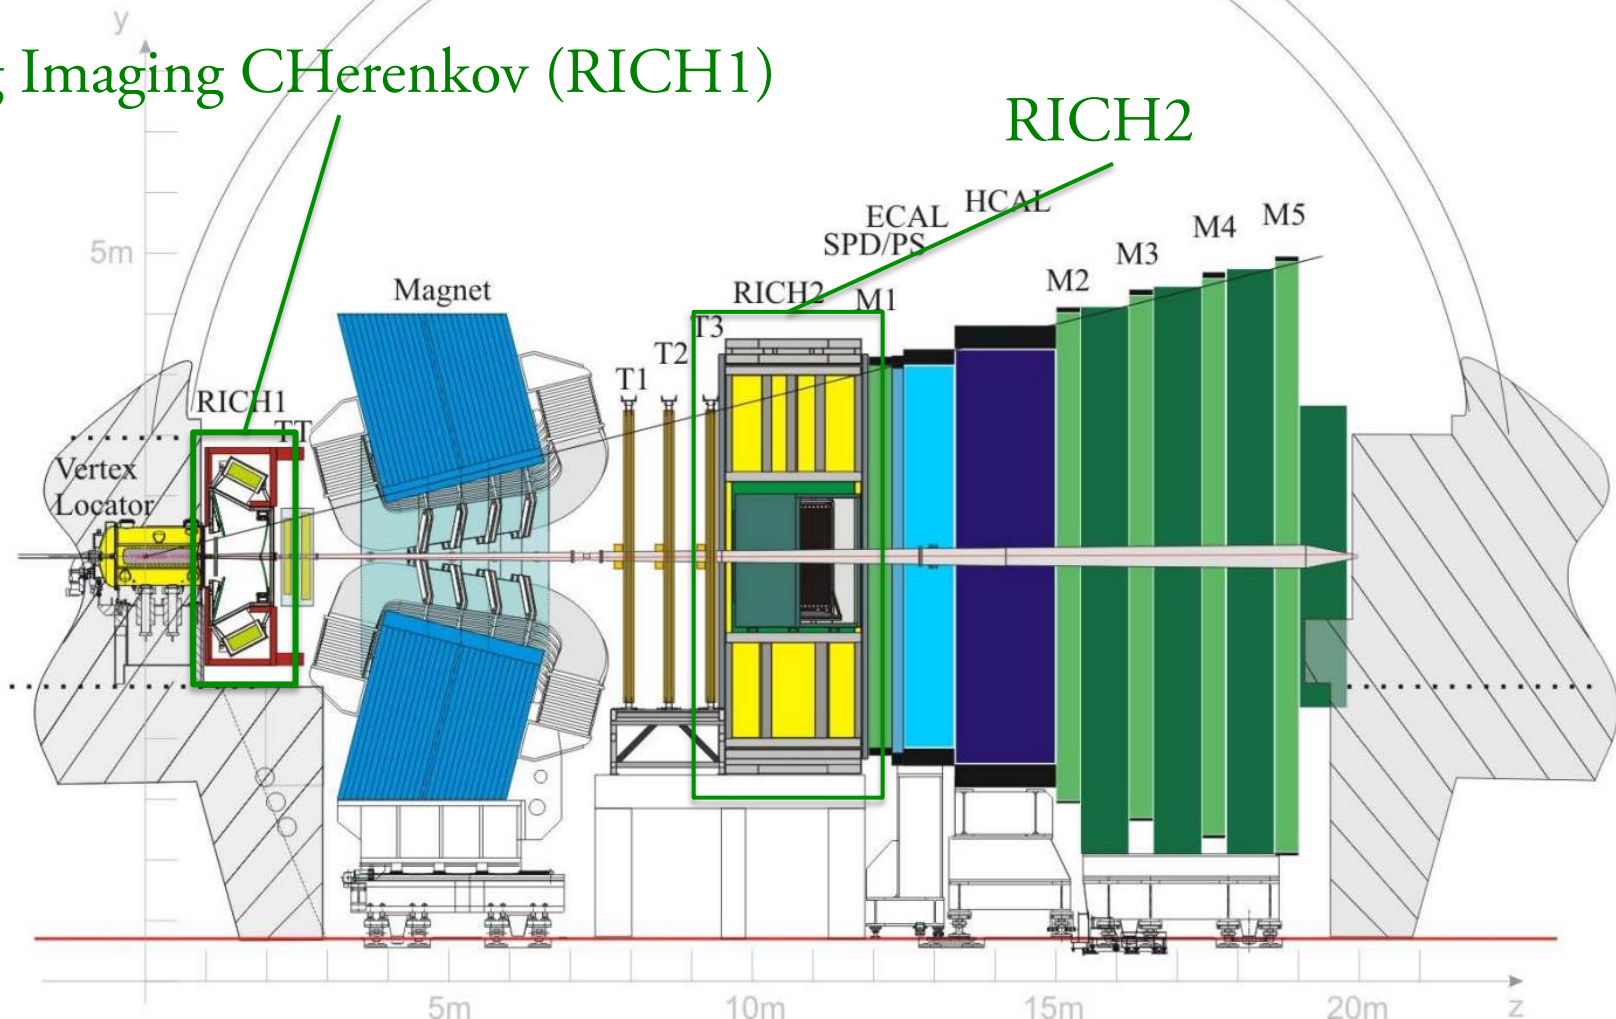 y
g Imaging CHerenkov (RICH1)
RICH2
HCAL
ECAL
SPD/PS
M5
M4
M3
M2
5m
Magnet
RICH2
M1
T3
T2
T1
RICH1
TT
Vertex
Locator
5m
10m
15m
20m
z